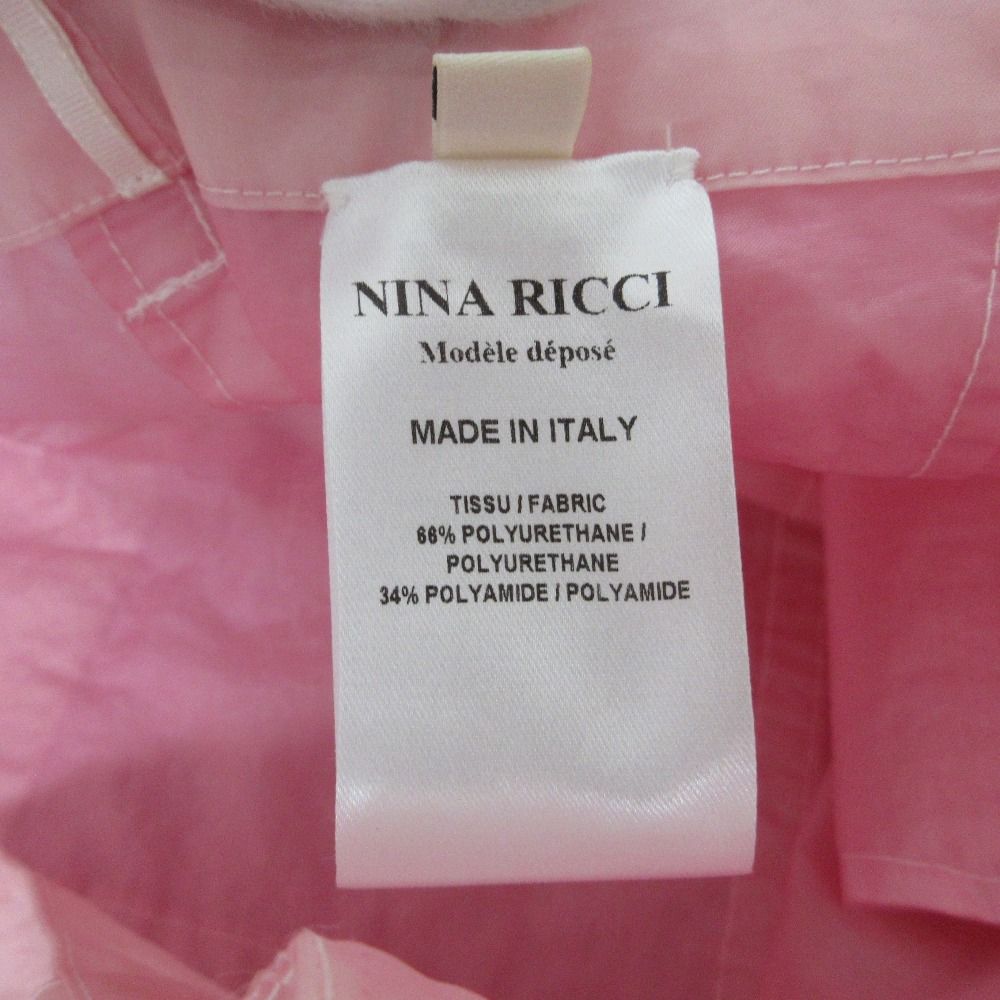 NINA RICCI
Modèle déposé
MADE IN ITALY
TISSU / FABRIC
66% POLYURETHANE /
POLYURETHANE
34% POLYAMIDE / POLYAMIDE